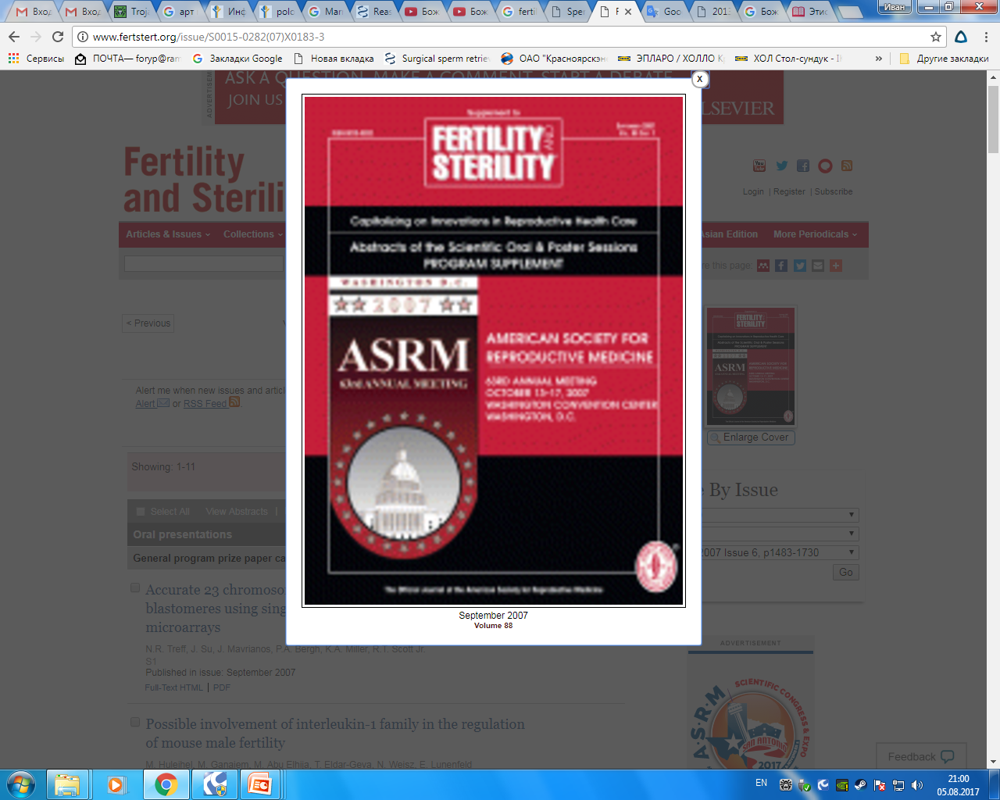 Вход
Вход
Troja
арт
Инф
polc
Mari
Reas
Бож
Бож
fertil
Sper
F
Goo
2013
Бож
Этис
Иван
www.fertstert.org/issue/S0015-0282(07)X0183-3
Сервисы
ПОЧТА— foryp@ram
Закладки Google
Новая вкладка
Surgical sperm retriev
ОАО "Красноярскэн
ЭПЛАРО / ХОЛЛО К
ХОЛ Стол-сундук - I
»
Другие закладки
ASK A QUESTION, MAKE A COMMENT, START A DEBATE
JOIN US
LSEVIER
ADVERTISEM
Fertility
and Sterili
Login | Register | Subscribe
Articles & Issues
Collections
Asian Edition
More Periodicals
re this page:
< Previous
Alert me when new issues and artic
Alert or RSS Feed.
Showing: 1-11
Select All
View Abstracts |
Oral presentations
General program prize paper ca
Accurate 23 chromoso
blastomeres using sing
microarrays
N.R. Treff, J. Su, J. Mavrianos, P.A. Bergh, K.A. Miller, R.T. Scott Jr.
S1
Published in issue: September 2007
Full-Text HTML | PDF
Possible involvement of interleukin-1 family in the regulation
of mouse male fertility
M. Huleihel, M. Ganaiem, M. Abu Elhija, T. Eldar-Geva, N. Weisz, E. Lunenfeld
X
Supplement to
FERTILITY AND
STERILITY
Capitalizing on Innovations in Reproductive Health Care
Abstracts of the Scientific Oral & Poster Sessions
PROGRAM SUPPLEMENT
WASHINGTON D.C.
2007
ASRM
63rd ANNUAL MEETING
AMERICAN SOCIETY FOR
REPRODUCTIVE MEDICINE
63RD ANNUAL MEETING
OCTOBER 13-17, 2007
WASHINGTON CONVENTION CENTER
WASHINGTON, D.C.
The Official Journal of the American Society for Reproductive Medicine
September 2007
Volume 88
FERTILITY
STERILITY
ASRM
Enlarge Cover
e By Issue
2007 Issue 6, p1483-1730
Go
ADVERTISEMENT
A·S·R·M
SCIENTIFIC CONGRESS & EXPO
SAN ANTONIO
2017
Feedback
EN
21:00
05.08.2017